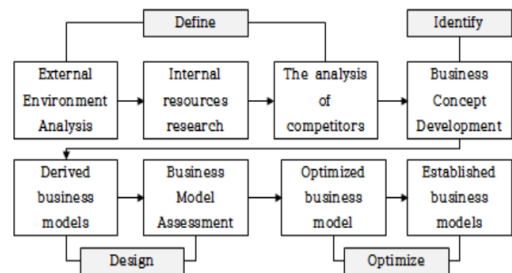 Define
Identify
External
Environment
Analysis
Internal
resources
research
The analysis
of
competitors
Business
Concept
Development
Derived
business
models
Business
Model
Assessment
Optimized
business
model
Established
business
models
Design
Optimize